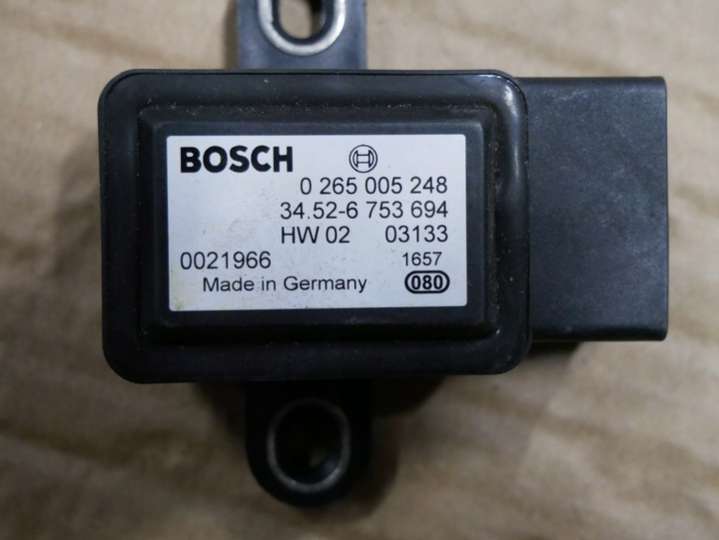 BOSCH
0 265 005 248
34.52-6 753 694
HW 02 03133
0021966 1657
Made in Germany 080